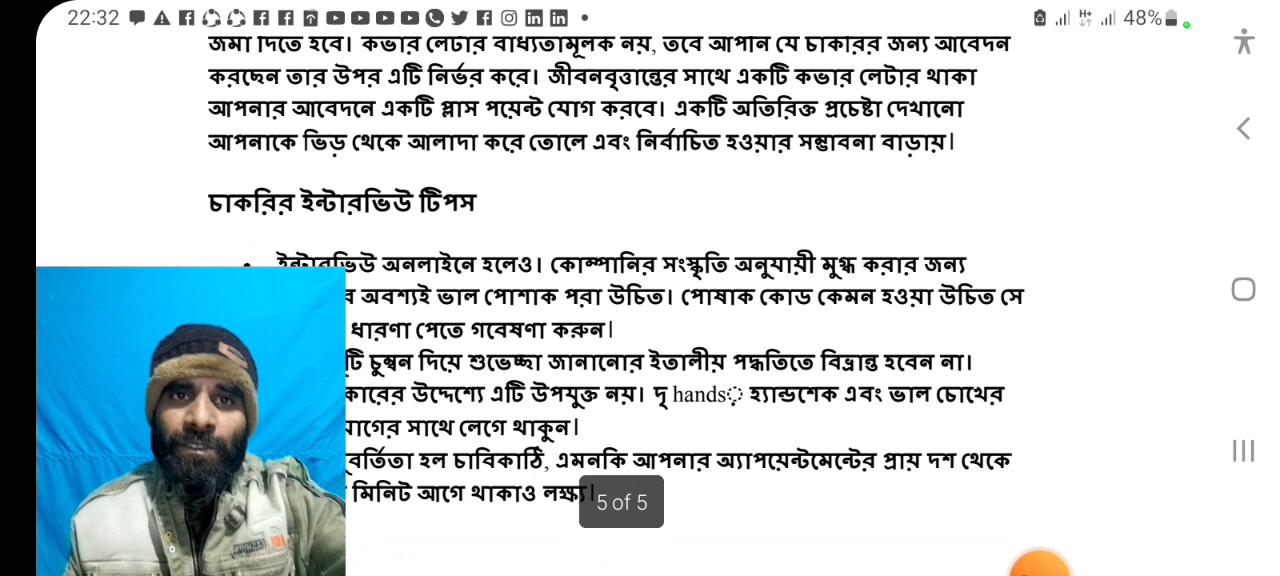 22:32
48%
জমা দিতে হবে। কভার লেটার বাধ্যতামূলক নয়, তবে আপনি যে চাকরির জন্য আবেদন
করছেন তার উপর এটি নির্ভর করে। জীবনবৃত্তান্তের সাথে একটি কভার লেটার থাকা
আপনার আবেদনে একটি প্লাস পয়েন্ট যোগ করবে। একটি অতিরিক্ত প্রচেষ্টা দেখানো
আপনাকে ভিড় থেকে আলাদা করে তোলে এবং নির্বাচিত হওয়ার সম্ভাবনা বাড়ায়।
চাকরির ইন্টারভিউ টিপস
• ইন্টারভিউ অনলাইনে হলেও। কোম্পানির সংস্কৃতি অনুযায়ী মুগ্ধ করার জন্য
অবশ্যই ভাল পোশাক পরা উচিত। পোষাক কোড কেমন হওয়া উচিত সে
ধারণা পেতে গবেষণা করুন।
টি চুম্বন দিয়ে শুভেচ্ছা জানানোর ইতালীয় পদ্ধতিতে বিভ্রান্ত হবেন না।
কারের উদ্দেশ্যে এটি উপযুক্ত নয়। দৃ hands়  হ্যান্ডশেক এবং ভাল চোখের
যাগের সাথে লেগে থাকুন।
বর্তিতা হল চাবিকাঠি, এমনকি আপনার অ্যাপয়েন্টমেন্টের প্রায় দশ থেকে
মিনিট আগে থাকাও লক্ষ্য।
5 of 5